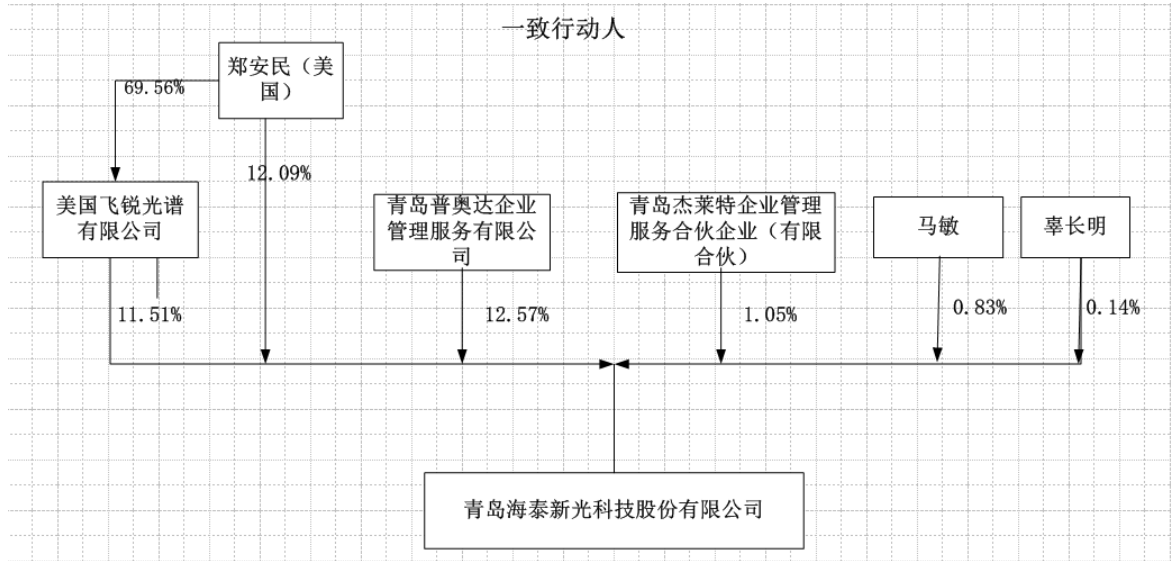 一致行动人
郑安民（美
国）
69.56%
12.09%
美国飞锐光谱
有限公司
青岛普奥达企业
管理服务有限公
司
青岛杰莱特企业管理
服务合伙企业（有限
合伙）
马敏
辜长明
11.51%
12.57%
1.05%
0.83%
0.14%
青岛海泰新光科技股份有限公司